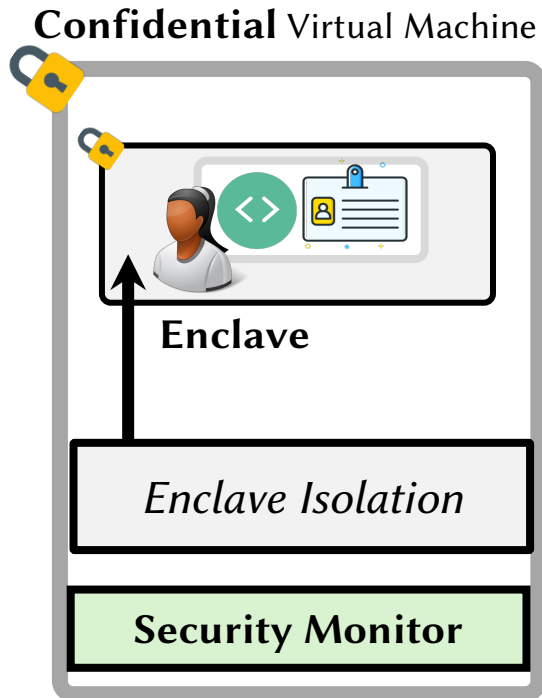 Confidential Virtual Machine
<>
Enclave
Enclave Isolation
Security Monitor